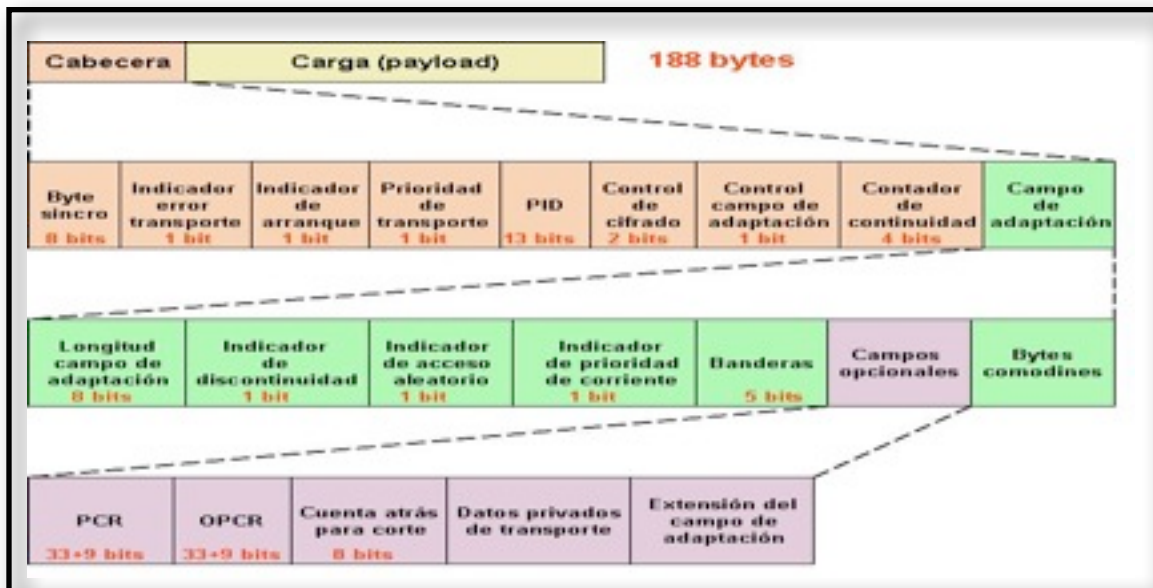 Cabecera
Carga (payload)
188 bytes
Byte
sincro
8 bits
Indicador
error
transporte
1 bit
Indicador
de
arranque
1 bit
Prioridad
de
transporte
1 bit
PID
13 bits
Control
de
cifrado
2 bits
Control
campo de
adaptación
1 bit
Contador
de
continuidad
4 bits
Campo
de
adaptación
Longitud
campo de
adaptación
8 bits
Indicador
de
discontinuidad
1 bit
Indicador
de acceso
aleatorio
1 bit
Indicador
de prioridad
de corriente
1 bit
Banderas
5 bits
Campos
opcionales
Bytes
comodines
PCR
33+9 bits
OPCR
33+9 bits
Cuenta atrás
para corte
8 bits
Datos privados
de transporte
Extensión del
campo de
adaptación